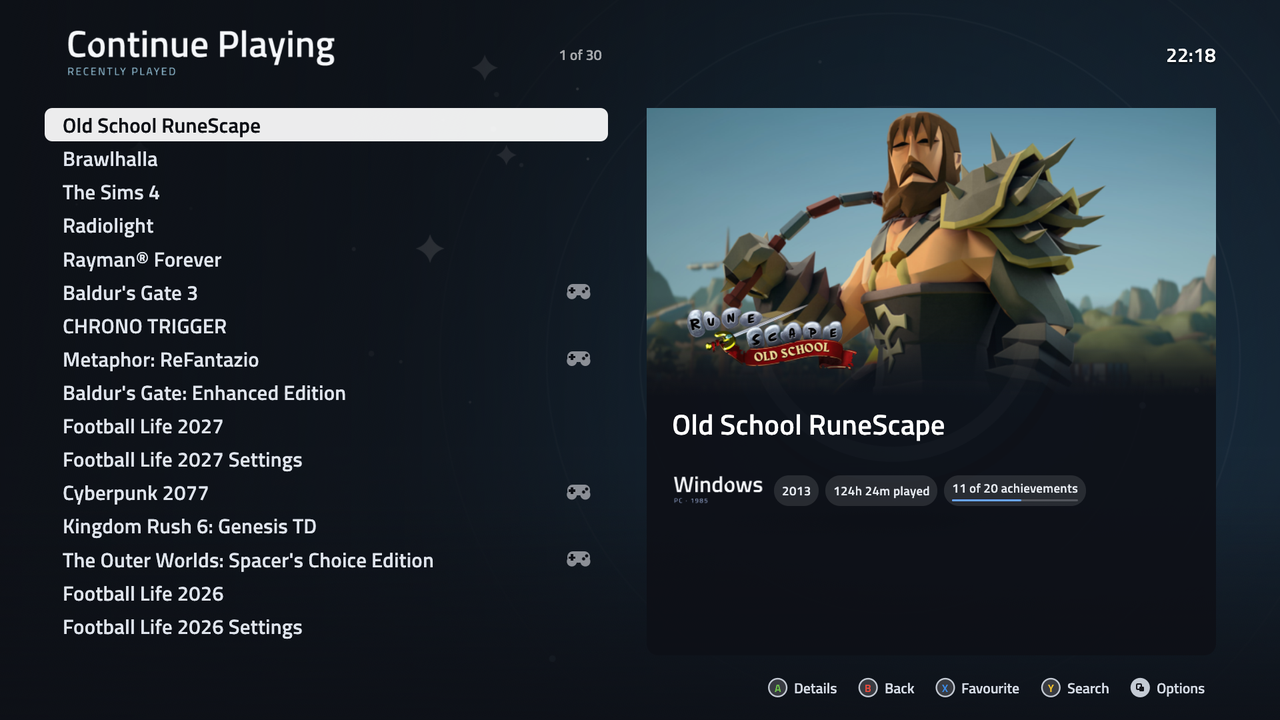 Continue Playing
RECENTLY PLAYED
1 of 30
22:18
Old School RuneScape
Brawlhalla
The Sims 4
Radiolight
Rayman® Forever
Baldur's Gate 3
CHRONO TRIGGER
Metaphor: ReFantazio
Baldur's Gate: Enhanced Edition
Football Life 2027
Football Life 2027 Settings
Cyberpunk 2077
Kingdom Rush 6: Genesis TD
The Outer Worlds: Spacer's Choice Edition
Football Life 2026
Football Life 2026 Settings
RUNE
SCAPE
OLD SCHOOL
Old School RuneScape
Windows
PC · 1985
2013
124h 24m played
11 of 20 achievements
A Details
B Back
X Favourite
Y Search
Options